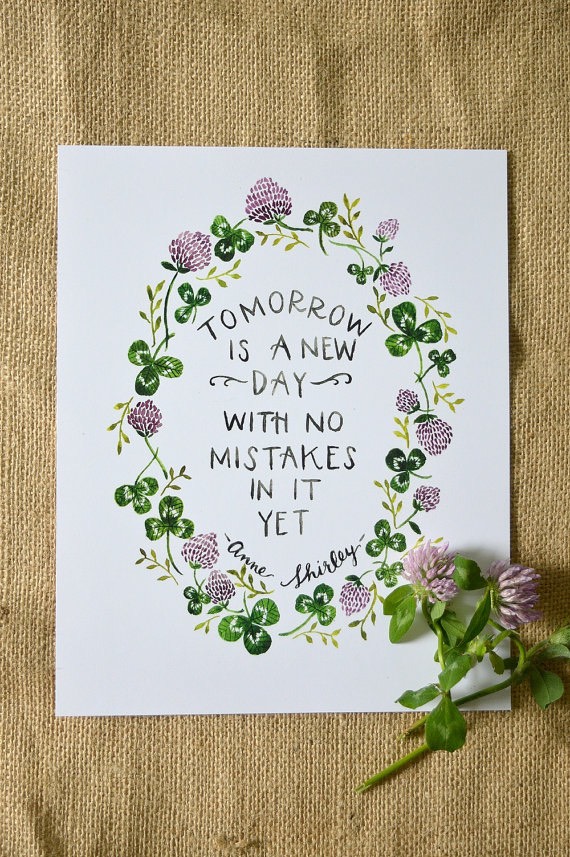 TOMORROW
IS A NEW
DAY
WITH NO
MISTAKES
IN IT
YET
Anne Shirley